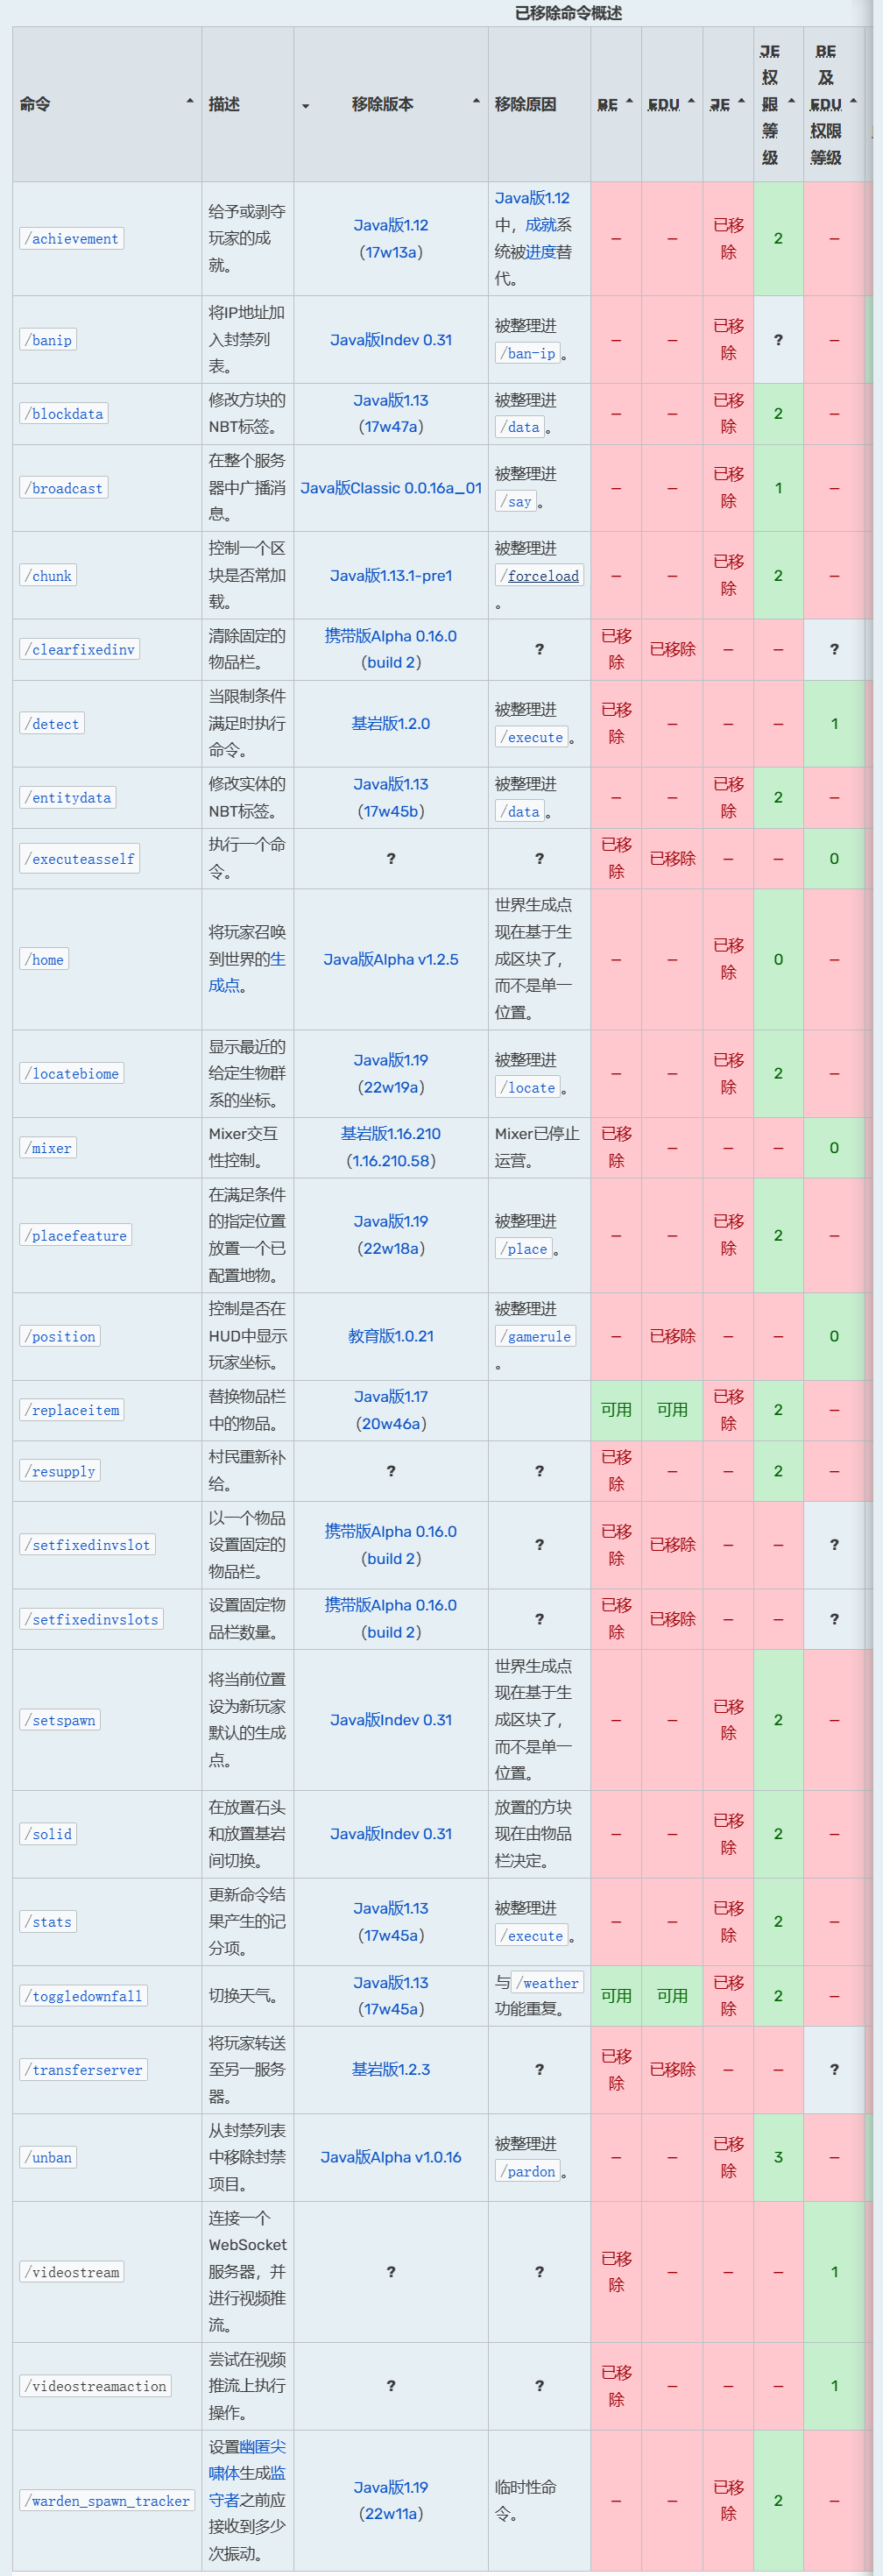 已移除命令概述
命令 描述 移除版本 移除原因 BE EDU JE JE权限等级 BE及EDU权限等级
/achievement 给予或剥夺玩家的成就。 Java版1.12（17w13a） Java版1.12中，成就系统被进度替代。 – – 已移除 2 –
/banip 将IP地址加入封禁列表。 Java版Indev 0.31 被整理进/ban-ip。 – – 已移除 ? –
/blockdata 修改方块的NBT标签。 Java版1.13（17w47a） 被整理进/data。 – – 已移除 2 –
/broadcast 在整个服务器中广播消息。 Java版Classic 0.0.16a_01 被整理进/say。 – – 已移除 1 –
/chunk 控制一个区块是否常加载。 Java版1.13.1-pre1 被整理进/forceload。 – – 已移除 2 –
/clearfixedinv 清除固定的物品栏。 携带版Alpha 0.16.0（build 2） ? 已移除 已移除 – – ?
/detect 当限制条件满足时执行命令。 基岩版1.2.0 被整理进/execute。 已移除 – – – 1
/entitydata 修改实体的NBT标签。 Java版1.13（17w45b） 被整理进/data。 – – 已移除 2 –
/executeasself 执行一个命令。 ? ? 已移除 已移除 – – 0
/home 将玩家召唤到世界的生成点。 Java版Alpha v1.2.5 世界生成点现在基于生成区块了，而不是单一位置。 – – 已移除 0 –
/locatebiome 显示最近的给定生物群系的坐标。 Java版1.19（22w19a） 被整理进/locate。 – – 已移除 2 –
/mixer Mixer交互性控制。 基岩版1.16.210（1.16.210.58） Mixer已停止运营。 已移除 – – – 0
/placefeature 在满足条件的指定位置放置一个已配置地物。 Java版1.19（22w18a） 被整理进/place。 – – 已移除 2 –
/position 控制是否在HUD中显示玩家坐标。 教育版1.0.21 被整理进/gamerule。 – 已移除 – – 0
/replaceitem 替换物品栏中的物品。 Java版1.17（20w46a） 可用 可用 已移除 2 –
/resupply 村民重新补给。 ? ? 已移除 – – 2 –
/setfixedinvslot 以一个物品设置固定的物品栏。 携带版Alpha 0.16.0（build 2） ? 已移除 已移除 – – ?
/setfixedinvslots 设置固定物品栏数量。 携带版Alpha 0.16.0（build 2） ? 已移除 已移除 – – ?
/setspawn 将当前位置设为新玩家默认的生成点。 Java版Indev 0.31 世界生成点现在基于生成区块了，而不是单一位置。 – – 已移除 2 –
/solid 在放置石头和放置基岩间切换。 Java版Indev 0.31 放置的方块现在由物品栏决定。 – – 已移除 2 –
/stats 更新命令结果产生的记分项。 Java版1.13（17w45a） 被整理进/execute。 – – 已移除 2 –
/toggledownfall 切换天气。 Java版1.13（17w45a） 与/weather功能重复。 可用 可用 已移除 2 –
/transferserver 将玩家转送至另一服务器。 基岩版1.2.3 ? 已移除 已移除 – – ?
/unban 从封禁列表中移除封禁项目。 Java版Alpha v1.0.16 被整理进/pardon。 – – 已移除 3 –
/videostream 连接一个WebSocket服务器，并进行视频推流。 ? ? 已移除 – – – 1
/videostreamaction 尝试在视频推流上执行操作。 ? ? 已移除 – – – 1
/warden_spawn_tracker 设置幽匿尖啸体生成监守者之前应接收到多少次振动。 Java版1.19（22w11a） 临时性命令。 – – 已移除 2 –